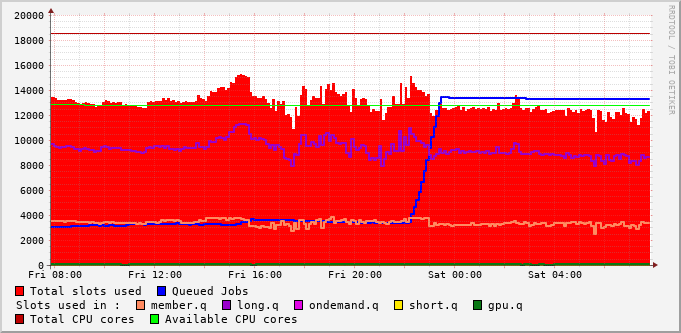 20000
18000
16000
14000
12000
10000
8000
6000
4000
2000
0
Fri 08:00 Fri 12:00 Fri 16:00 Fri 20:00 Sat 00:00 Sat 04:00
Total slots used Queued Jobs
Slots used in : member.q long.q ondemand.q short.q gpu.q
Total CPU cores Available CPU cores
RRDTOOL / TOBI OETIKER